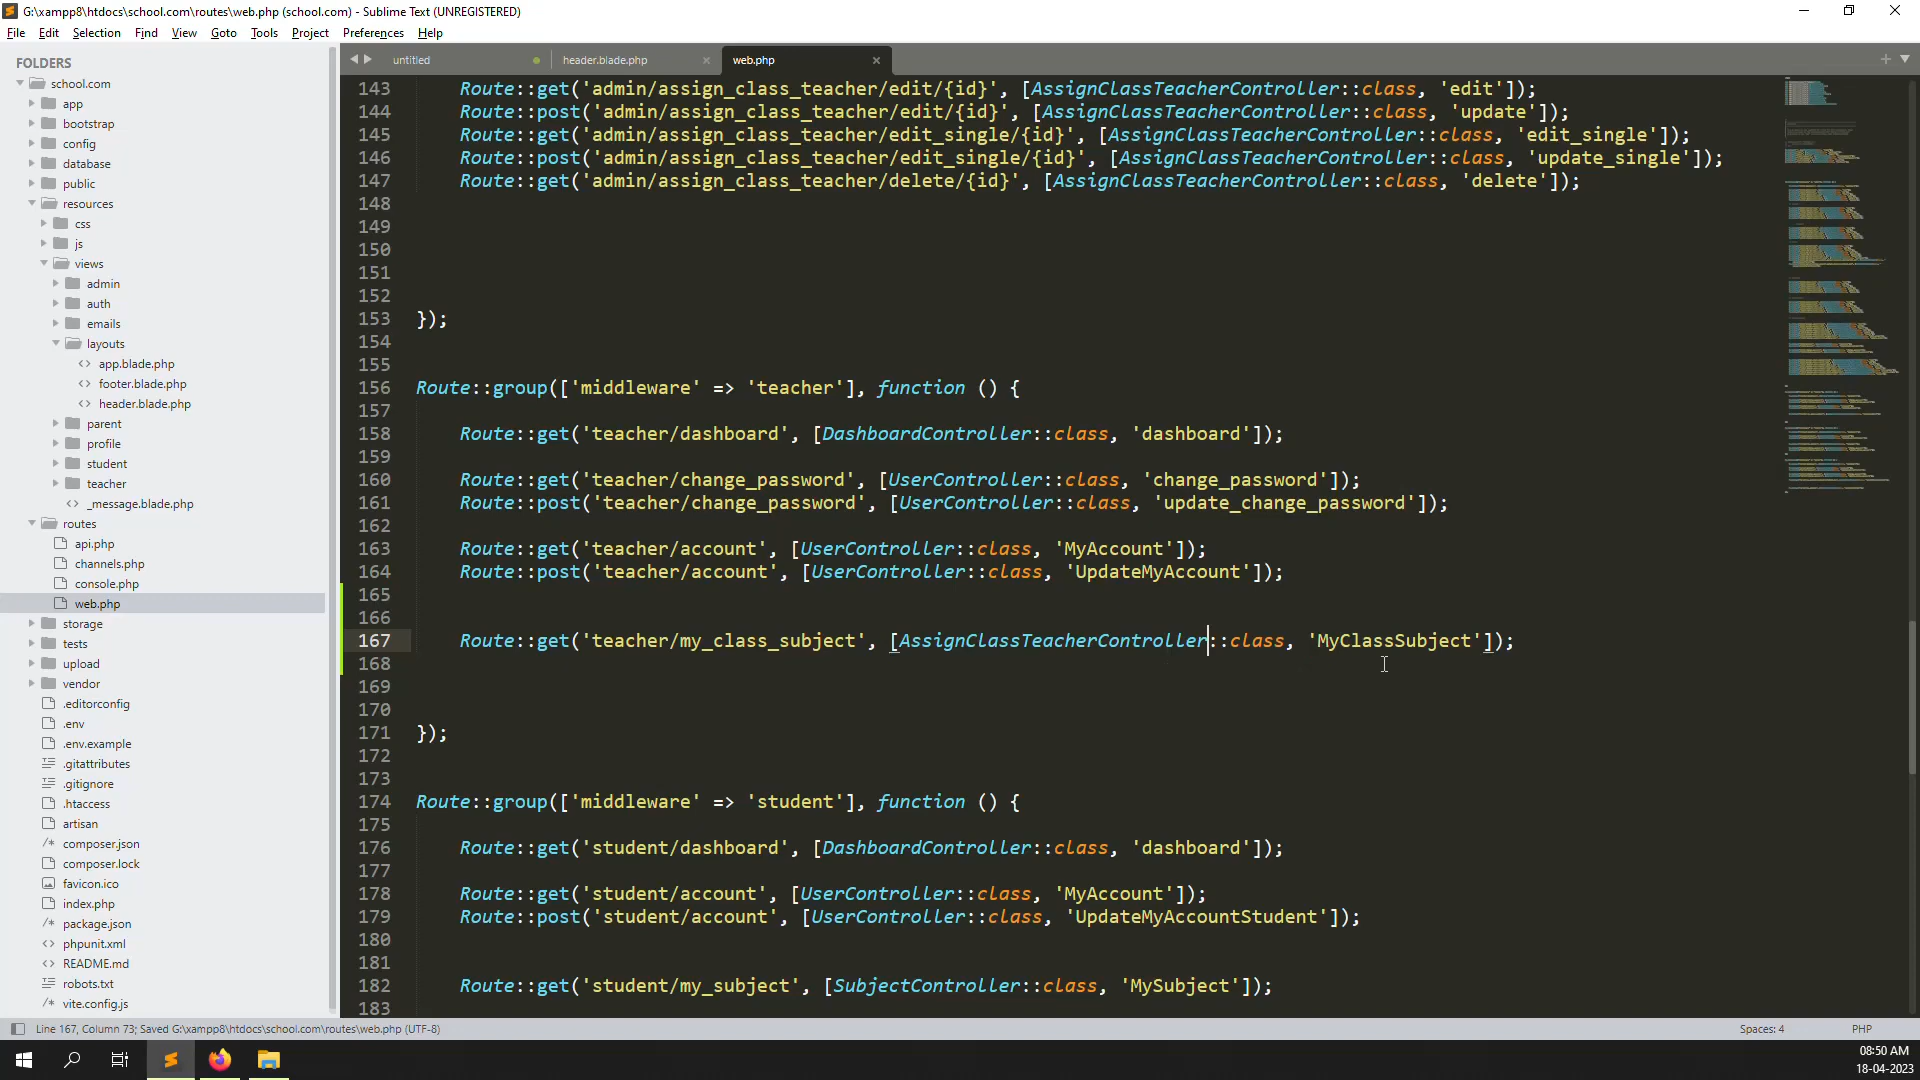 G:\xampp8\htdocs\school.com\routes\web.php (school.com) - Sublime Text (UNREGISTERED)
File Edit Selection Find View Goto Tools Project Preferences Help
FOLDERS
school.com
app
bootstrap
config
database
public
resources
css
js
views
admin
auth
emails
layouts
app.blade.php
footer.blade.php
header.blade.php
parent
profile
student
teacher
_message.blade.php
routes
api.php
channels.php
console.php
web.php
storage
tests
upload
vendor
.editorconfig
.env
.env.example
.gitattributes
.gitignore
.htaccess
artisan
composer.json
composer.lock
favicon.ico
index.php
package.json
phpunit.xml
README.md
robots.txt
vite.config.js
untitled header.blade.php web.php
143 Route::get('admin/assign_class_teacher/edit/{id}', [AssignClassTeacherController::class, 'edit']);
144 Route::post('admin/assign_class_teacher/edit/{id}', [AssignClassTeacherController::class, 'update']);
145 Route::get('admin/assign_class_teacher/edit_single/{id}', [AssignClassTeacherController::class, 'edit_single']);
146 Route::post('admin/assign_class_teacher/edit_single/{id}', [AssignClassTeacherController::class, 'update_single']);
147 Route::get('admin/assign_class_teacher/delete/{id}', [AssignClassTeacherController::class, 'delete']);
148
149
150
151
152
153 });
154
155
156 Route::group(['middleware' => 'teacher'], function () {
157
158 Route::get('teacher/dashboard', [DashboardController::class, 'dashboard']);
159
160 Route::get('teacher/change_password', [UserController::class, 'change_password']);
161 Route::post('teacher/change_password', [UserController::class, 'update_change_password']);
162
163 Route::get('teacher/account', [UserController::class, 'MyAccount']);
164 Route::post('teacher/account', [UserController::class, 'UpdateMyAccount']);
165
166
167 Route::get('teacher/my_class_subject', [AssignClassTeacherController::class, 'MyClassSubject']);
168
169
170
171 });
172
173
174 Route::group(['middleware' => 'student'], function () {
175
176 Route::get('student/dashboard', [DashboardController::class, 'dashboard']);
177
178 Route::get('student/account', [UserController::class, 'MyAccount']);
179 Route::post('student/account', [UserController::class, 'UpdateMyAccountStudent']);
180
181
182 Route::get('student/my_subject', [SubjectController::class, 'MySubject']);
183
Line 167, Column 73; Saved G:\xampp8\htdocs\school.com\routes\web.php (UTF-8) Spaces: 4 PHP
08:50 AM
18-04-2023